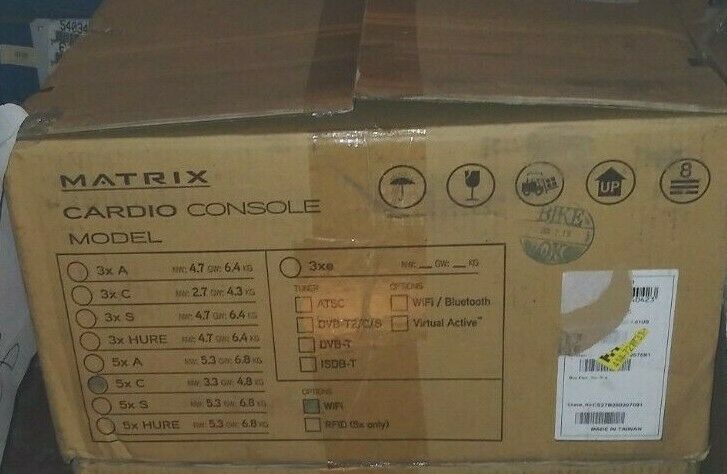 54034
MATRIX
CARDIO CONSOLE
MODEL
UP
8
BIKE
OK
3x A NW: 4.7 GW: 6.4 KG
3x C NW: 2.7 GW: 4.3 KG
3x S NW: 4.7 GW: 6.4 KG
3x HURE NW: 4.7 GW: 6.4 KG
5x A NW: 5.3 GW: 6.8 KG
5x C NW: 3.3 GW: 4.8 KG
5x S NW: 5.3 GW: 6.8 KG
5x HURE NW: 5.3 GW: 6.8 KG
3xe NW: __ GW: __ KG
TUNER
ATSC
DVB-T2/C/S
DVB-T
ISDB-T
OPTIONS
WiFi / Bluetooth
Virtual Active™
OPTIONS
WiFi
RFID (5x only)
MADE IN TAIWAN